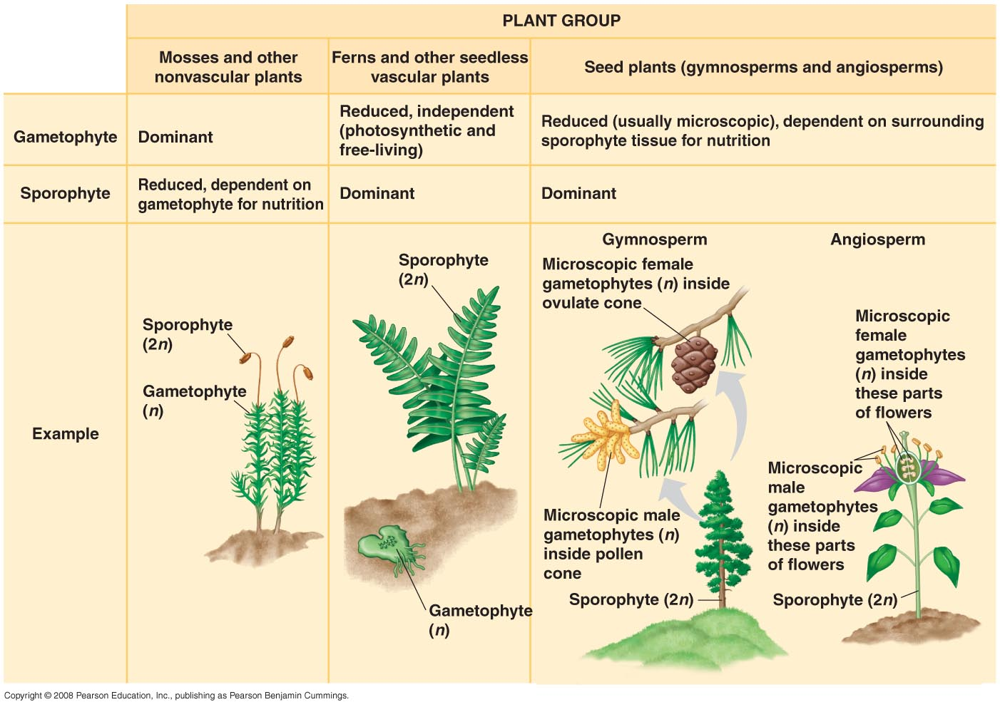 PLANT GROUP
Mosses and other
nonvascular plants
Ferns and other seedless
vascular plants
Seed plants (gymnosperms and angiosperms)
Gametophyte
Dominant
Reduced, independent
(photosynthetic and
free-living)
Reduced (usually microscopic), dependent on surrounding
sporophyte tissue for nutrition
Sporophyte
Reduced, dependent on
gametophyte for nutrition
Dominant
Dominant
Example
Sporophyte
(2n)
Gametophyte
(n)
Sporophyte
(2n)
Gametophyte
(n)
Gymnosperm
Microscopic female
gametophytes (n) inside
ovulate cone
Microscopic male
gametophytes (n)
inside pollen
cone
Sporophyte (2n)
Angiosperm
Microscopic
female
gametophytes
(n) inside
these parts
of flowers
Microscopic
male
gametophytes
(n) inside
these parts
of flowers
Sporophyte (2n)
Copyright © 2008 Pearson Education, Inc., publishing as Pearson Benjamin Cummings.